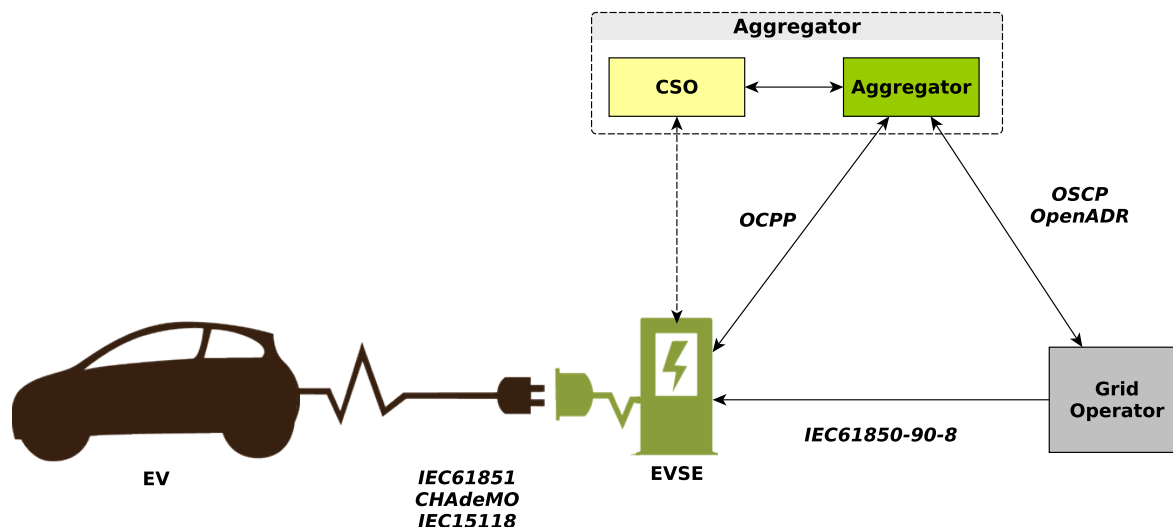 Aggregator
CSO
Aggregator
OCPP
OSCP
OpenADR
Grid
Operator
IEC61850-90-8
EVSE
EV
IEC61851
CHAdeMO
IEC15118